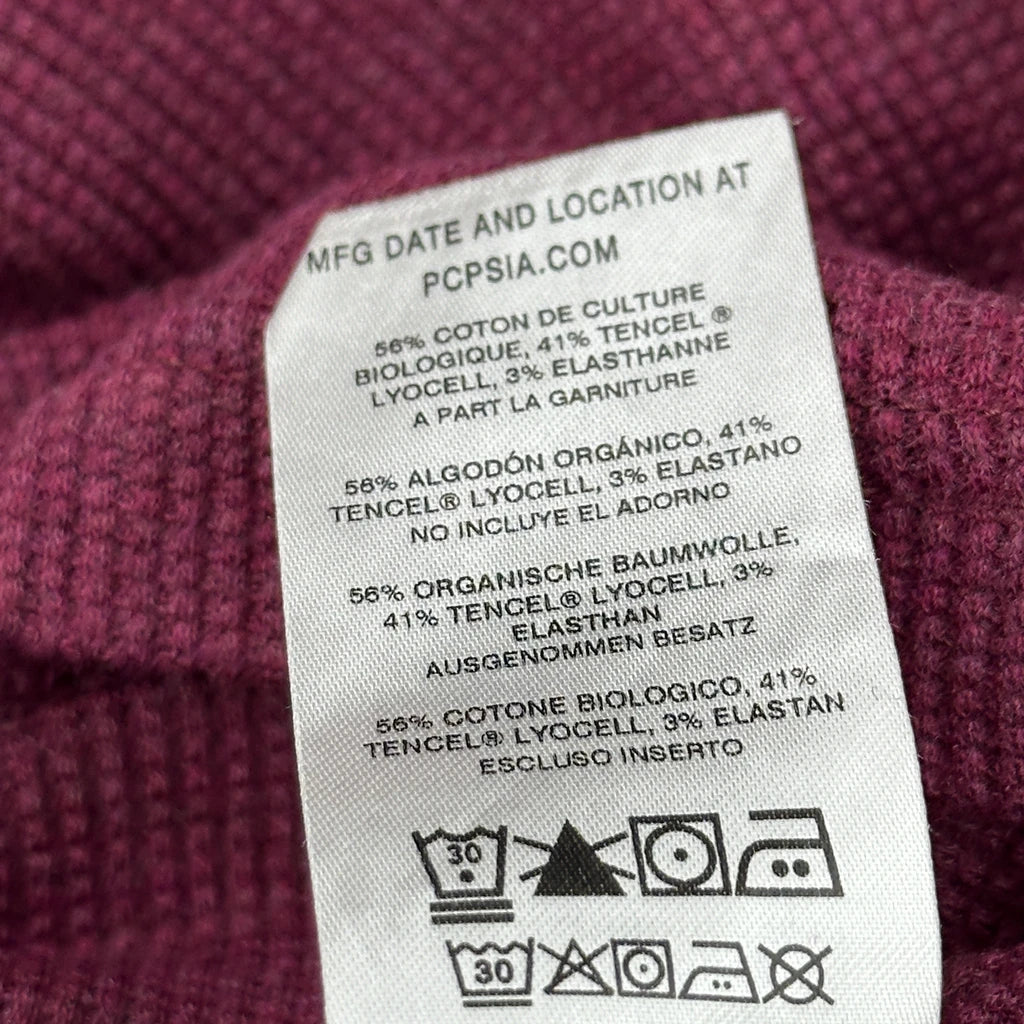 MFG DATE AND LOCATION AT
PCPSIA.COM
56% COTON DE CULTURE
BIOLOGIQUE, 41% TENCEL ®
LYOCELL, 3% ELASTHANNE
A PART LA GARNITURE
56% ALGODÓN ORGÁNICO, 41%
TENCEL® LYOCELL, 3% ELASTANO
NO INCLUYE EL ADORNO
56% ORGANISCHE BAUMWOLLE,
41% TENCEL® LYOCELL, 3%
ELASTHAN
AUSGENOMMEN BESATZ
56% COTONE BIOLOGICO, 41%
TENCEL® LYOCELL, 3% ELASTAN
ESCLUSO INSERTO
30
30